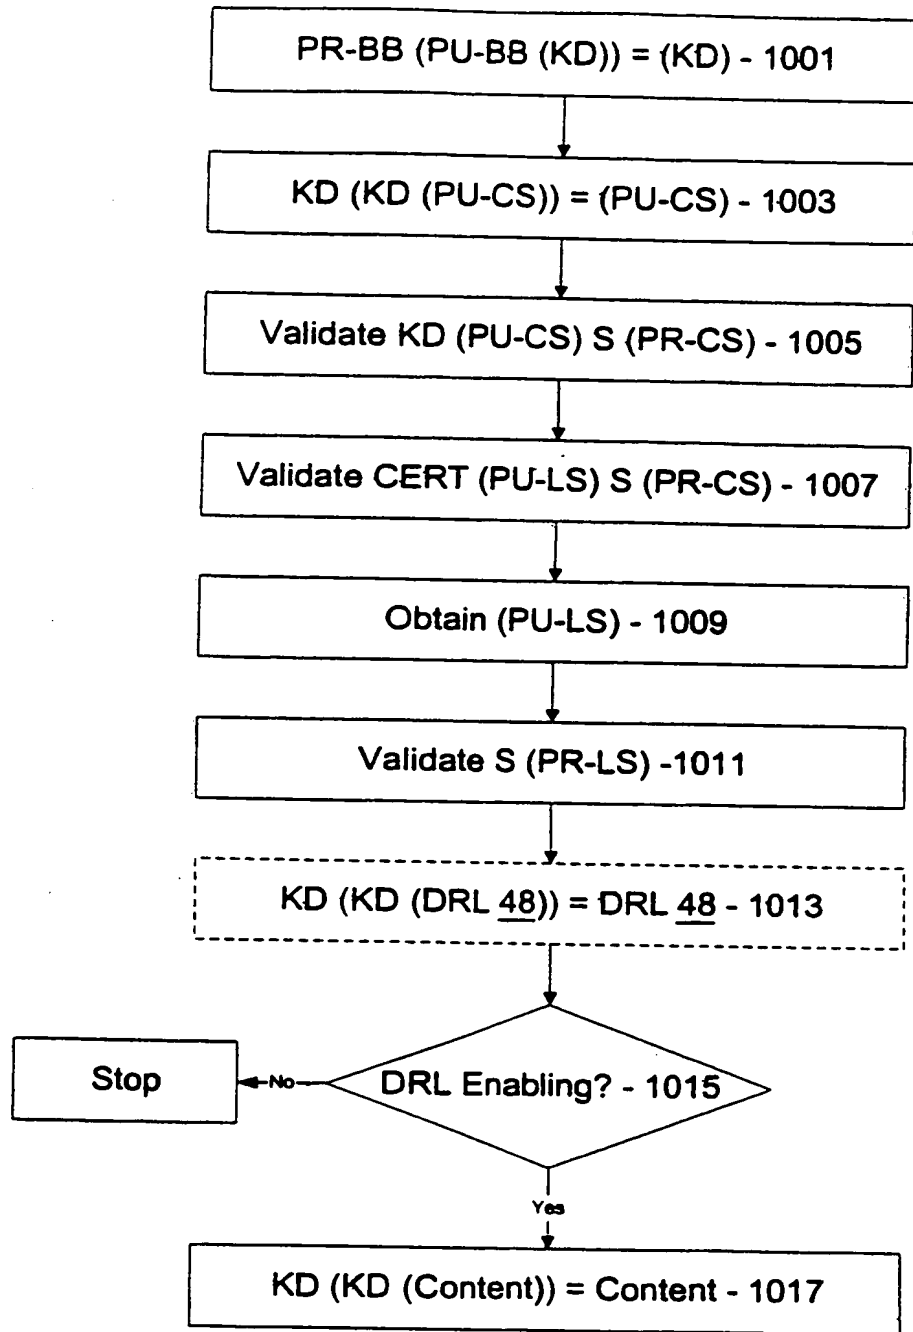 PR-BB (PU-BB (KD)) = (KD) - 1001
KD (KD (PU-CS)) = (PU-CS) - 1003
Validate KD (PU-CS) S (PR-CS) - 1005
Validate CERT (PU-LS) S (PR-CS) - 1007
Obtain (PU-LS) - 1009
Validate S (PR-LS) -1011
KD (KD (DRL 48)) = DRL 48 - 1013
DRL Enabling? - 1015
No
Stop
Yes
KD (KD (Content)) = Content - 1017